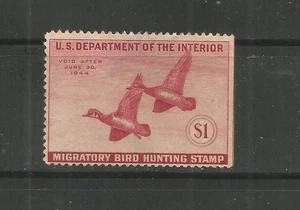 U.S. DEPARTMENT OF THE INTERIOR
VOID AFTER
JUNE 30,
1944
$1
MIGRATORY BIRD HUNTING STAMP